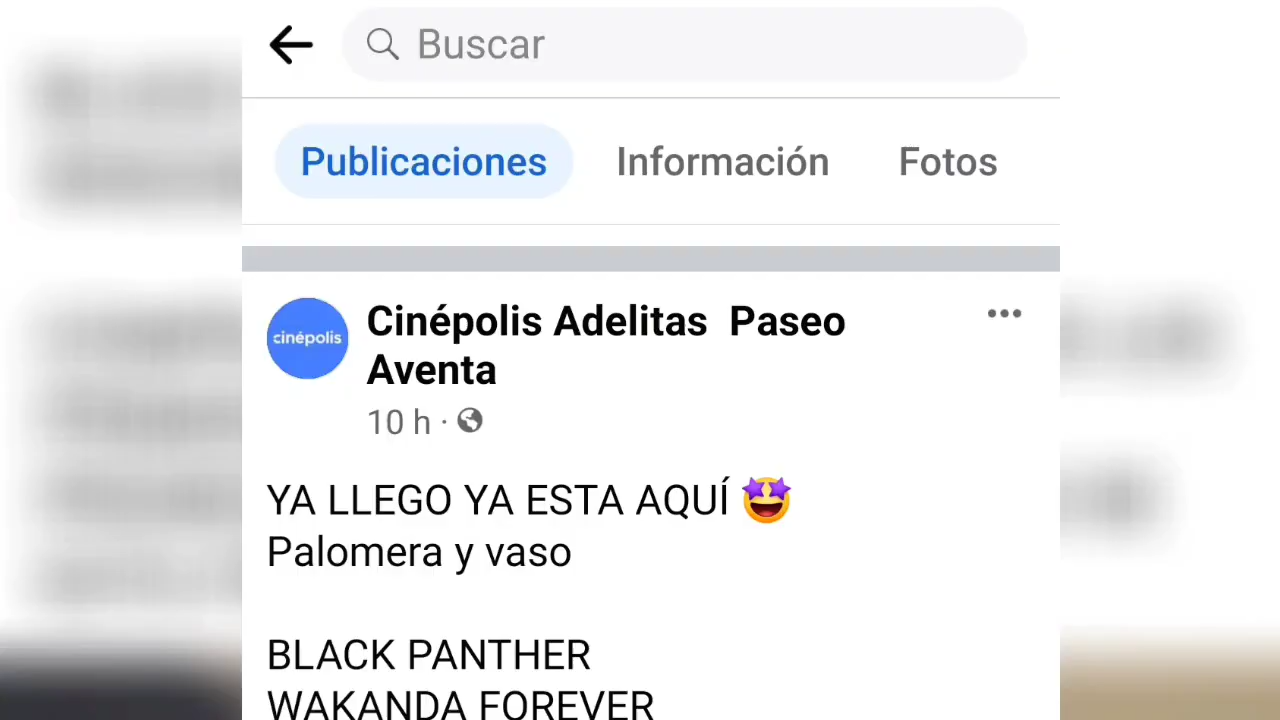 Buscar
Publicaciones Información Fotos
cinépolis
Cinépolis Adelitas Paseo
Aventa
10 h ·
YA LLEGO YA ESTA AQUÍ 🤩
Palomera y vaso
BLACK PANTHER
WAKANDA FOREVER